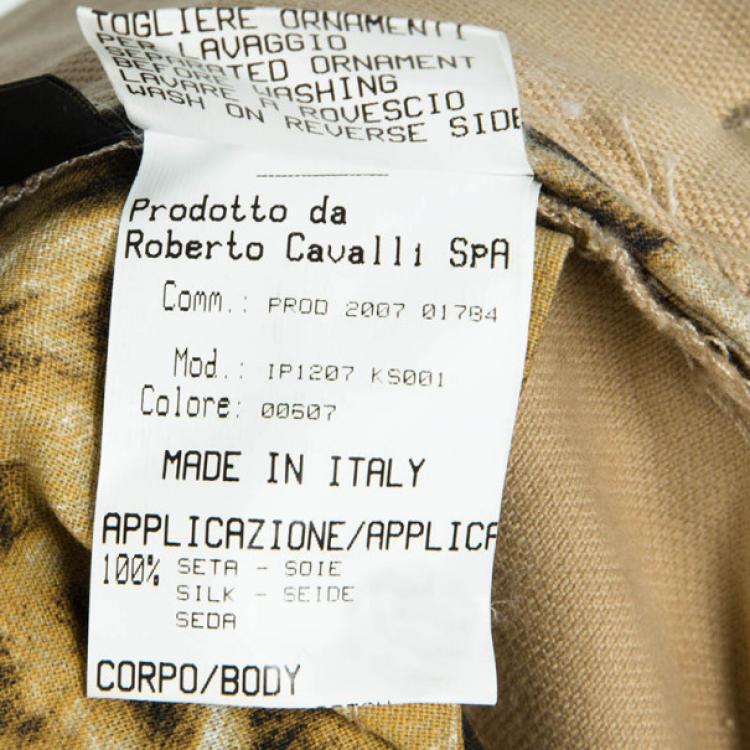 TOGLIERE ORNAMENTI
PER LAVAGGIO
SEPARATED ORNAMENT
BEFORE WASHING
LAVARE A ROVESCIO
WASH ON REVERSE SIDE
Prodotto da
Roberto Cavalli SpA
Comm.: PROD 2007 01784
Mod.: IP1207 KS001
Colore: 00507
MADE IN ITALY
APPLICAZIONE/APPLICA
100% SETA - SOIE
SILK - SEIDE
SEDA
CORPO/BODY